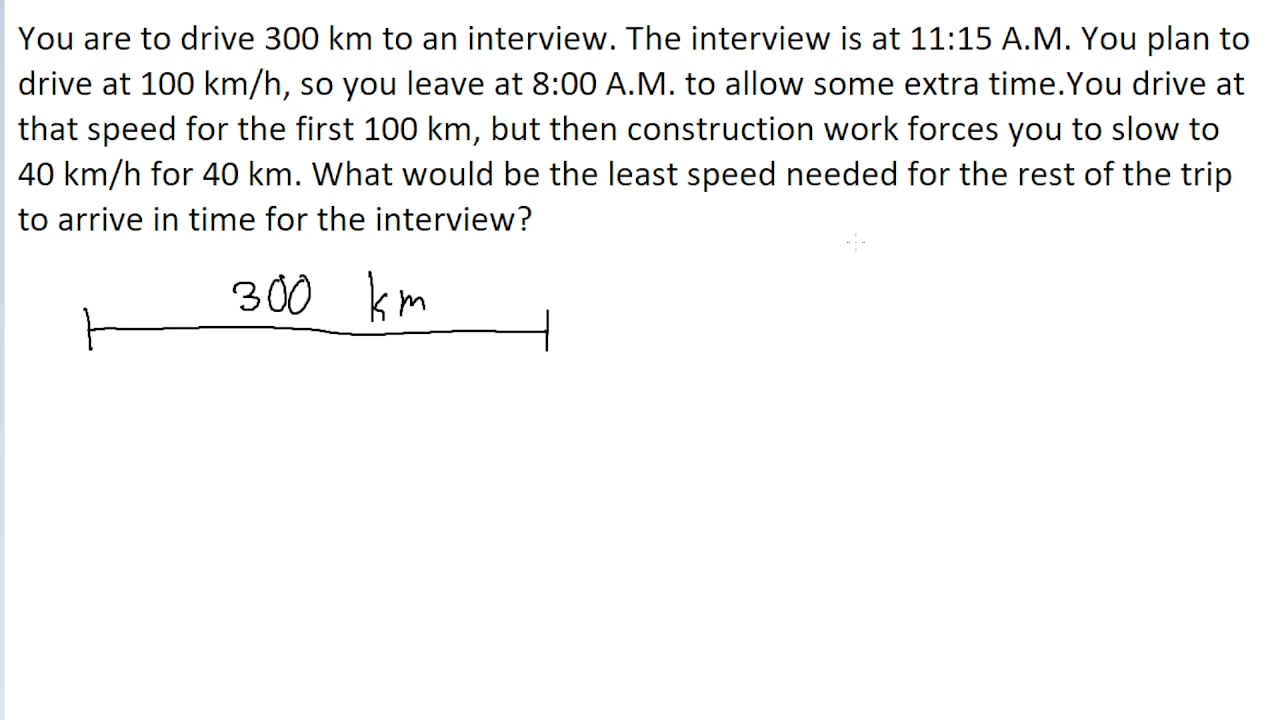 You are to drive 300 km to an interview. The interview is at 11:15 A.M. You plan to
drive at 100 km/h, so you leave at 8:00 A.M. to allow some extra time.You drive at
that speed for the first 100 km, but then construction work forces you to slow to
40 km/h for 40 km. What would be the least speed needed for the rest of the trip
to arrive in time for the interview?
300 km